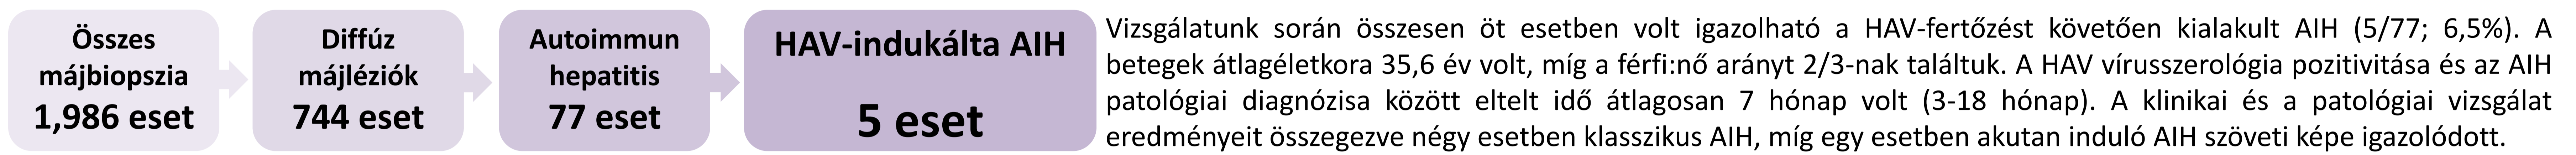 Összes
májbiopszia
1,986 eset
Diffúz
májléziók
744 eset
Autoimmun
hepatitis
77 eset
HAV-indukálta AIH
5 eset
Vizsgálatunk során összesen öt esetben volt igazolható a HAV-fertőzést követően kialakult AIH (5/77; 6,5%). A
betegek átlagéletkora 35,6 év volt, míg a férfi:nő arányt 2/3-nak találtuk. A HAV vírusszerológia pozitivitása és az AIH
patológiai diagnózisa között eltelt idő átlagosan 7 hónap volt (3-18 hónap). A klinikai és a patológiai vizsgálat
eredményeit összegezve négy esetben klasszikus AIH, míg egy esetben akutan induló AIH szöveti képe igazolódott.